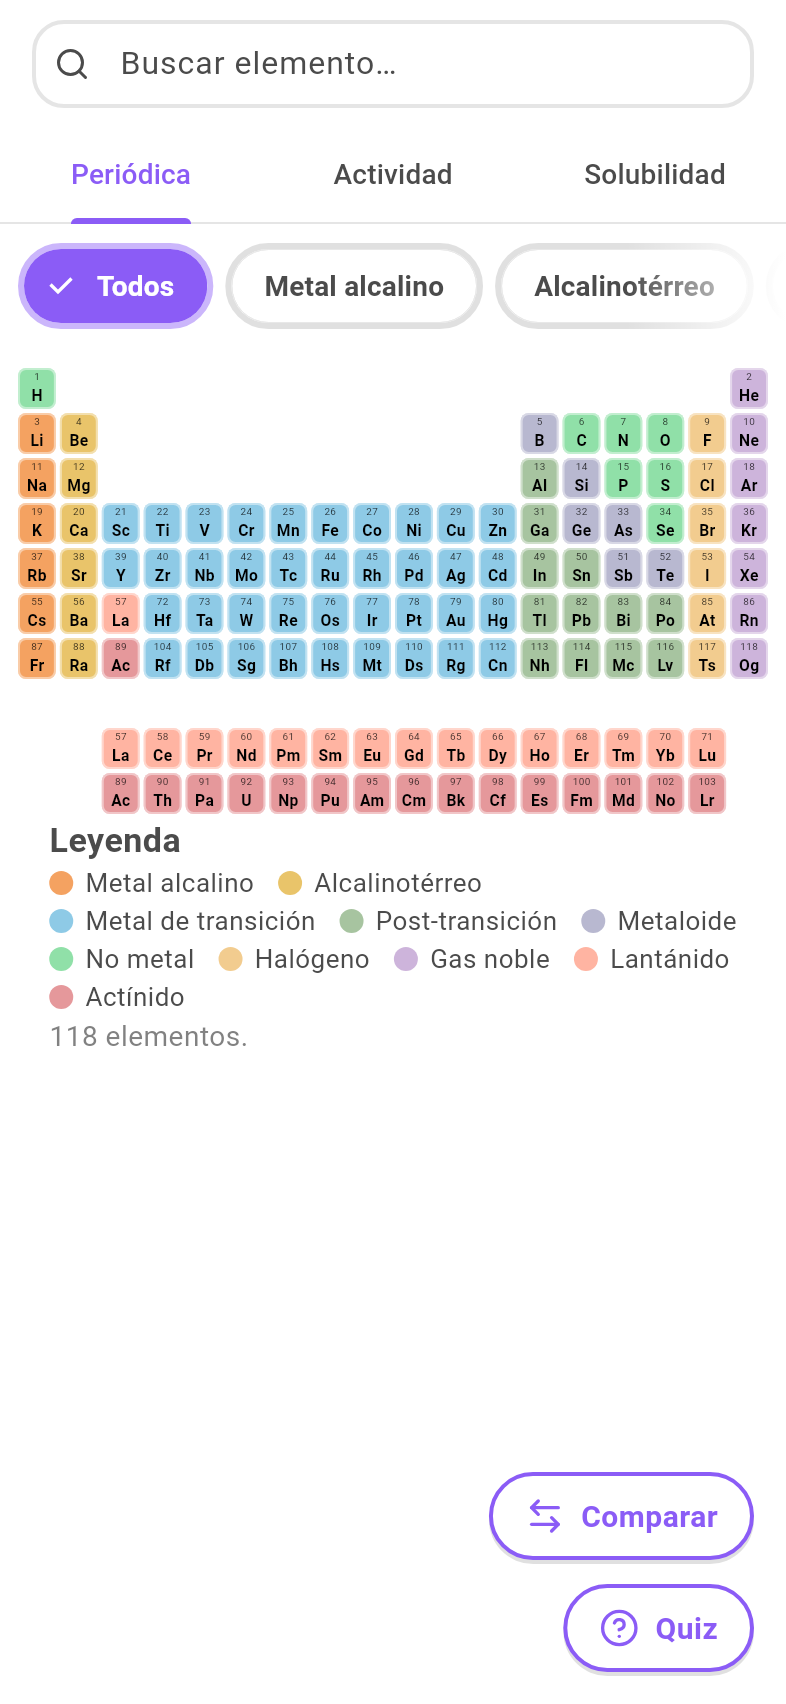 Buscar elemento...
Periódica Actividad Solubilidad
Todos Metal alcalino Alcalinotérreo
1 2
H He
3 4 5 6 7 8 9 10
Li Be B C N O F Ne
11 12 13 14 15 16 17 18
Na Mg Al Si P S Cl Ar
19 20 21 22 23 24 25 26 27 28 29 30 31 32 33 34 35 36
K Ca Sc Ti V Cr Mn Fe Co Ni Cu Zn Ga Ge As Se Br Kr
37 38 39 40 41 42 43 44 45 46 47 48 49 50 51 52 53 54
Rb Sr Y Zr Nb Mo Tc Ru Rh Pd Ag Cd In Sn Sb Te I Xe
55 56 57 72 73 74 75 76 77 78 79 80 81 82 83 84 85 86
Cs Ba La Hf Ta W Re Os Ir Pt Au Hg Tl Pb Bi Po At Rn
87 88 89 104 105 106 107 108 109 110 111 112 113 114 115 116 117 118
Fr Ra Ac Rf Db Sg Bh Hs Mt Ds Rg Cn Nh Fl Mc Lv Ts Og
57 58 59 60 61 62 63 64 65 66 67 68 69 70 71
La Ce Pr Nd Pm Sm Eu Gd Tb Dy Ho Er Tm Yb Lu
89 90 91 92 93 94 95 96 97 98 99 100 101 102 103
Ac Th Pa U Np Pu Am Cm Bk Cf Es Fm Md No Lr
Leyenda
Metal alcalino Alcalinotérreo
Metal de transición Post-transición Metaloide
No metal Halógeno Gas noble Lantánido
Actínido
118 elementos.
Comparar
Quiz